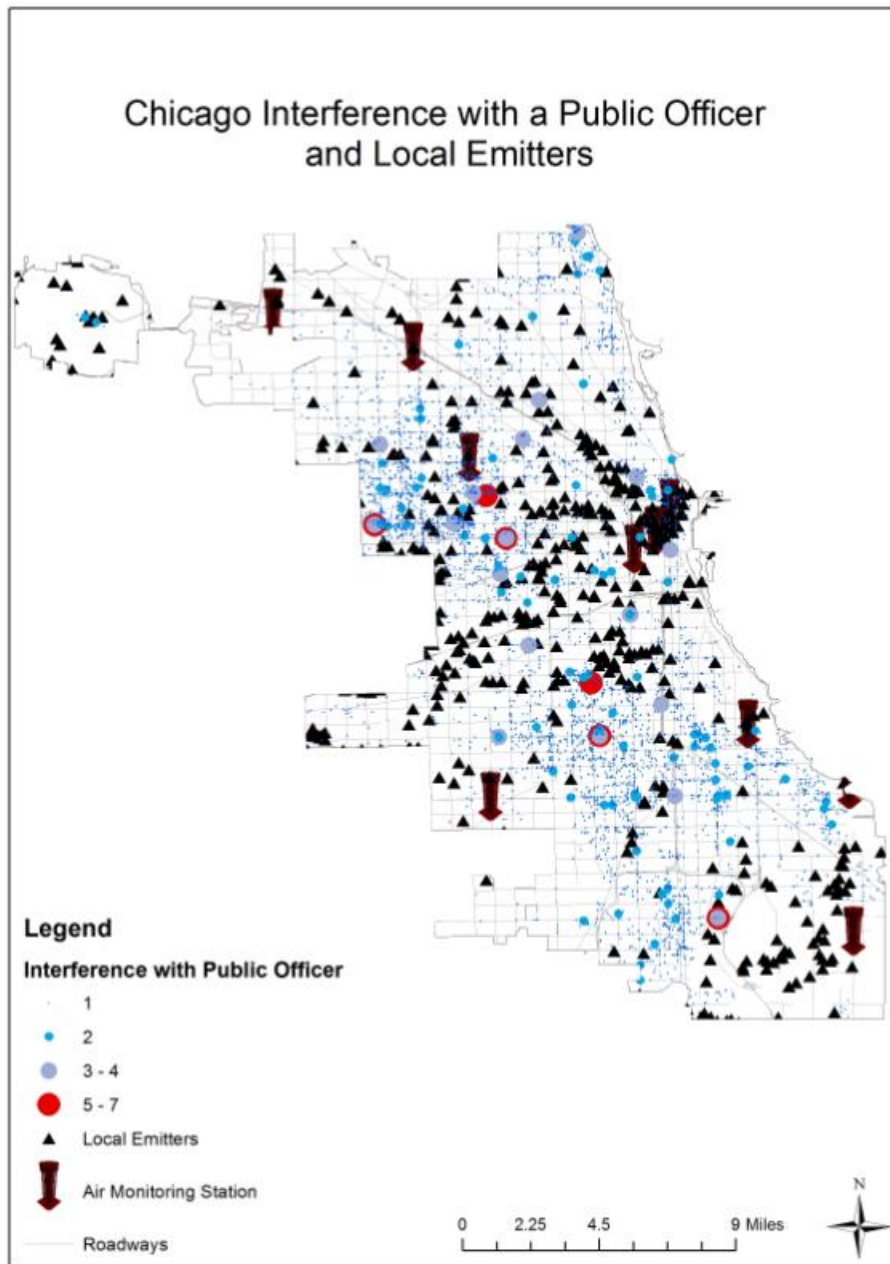 Chicago Interference with a Public Officer
and Local Emitters
Legend
Interference with Public Officer
1
2
3 - 4
5 - 7
Local Emitters
Air Monitoring Station
Roadways
N
0 2.25 4.5 9 Miles